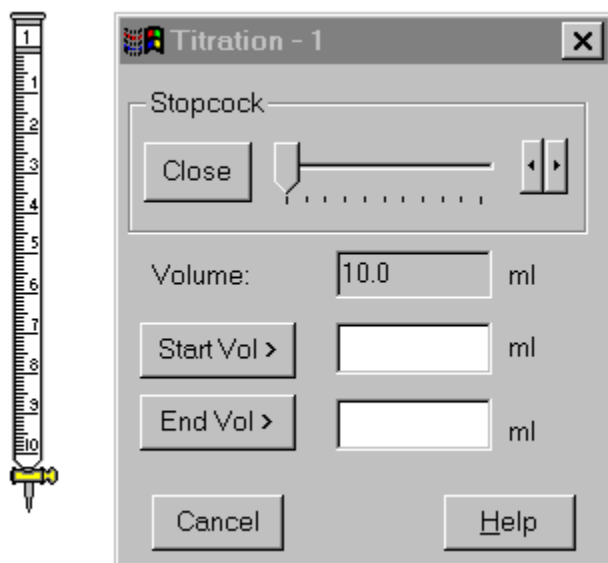 1
1
2
3
4
5
6
7
8
9
10
Titration - 1
Stopcock
Close
Volume: 10.0 ml
Start Vol > ml
End Vol > ml
Cancel Help